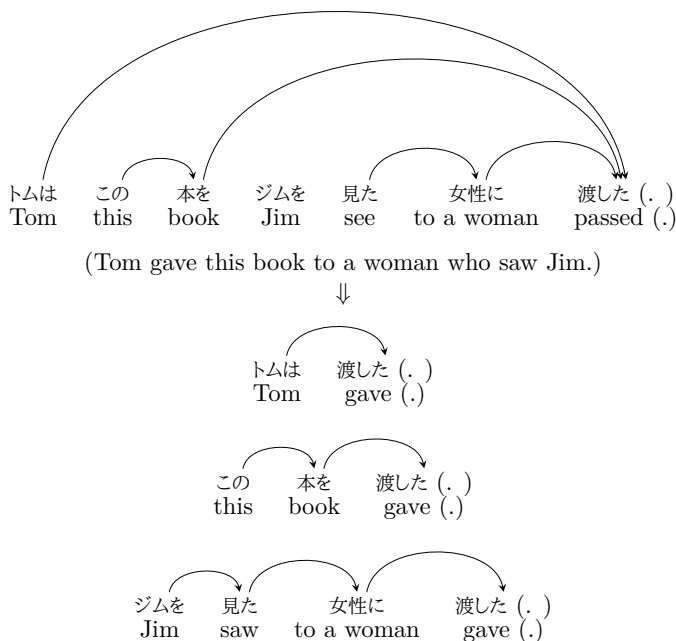 トムは この 本を ジムを 見た 女性に 渡した (. )
Tom this book Jim see to a woman passed (.)
(Tom gave this book to a woman who saw Jim.)
⇓
トムは 渡した (. )
Tom gave (.)
この 本を 渡した (. )
this book gave (.)
ジムを 見た 女性に 渡した (. )
Jim saw to a woman gave (.)